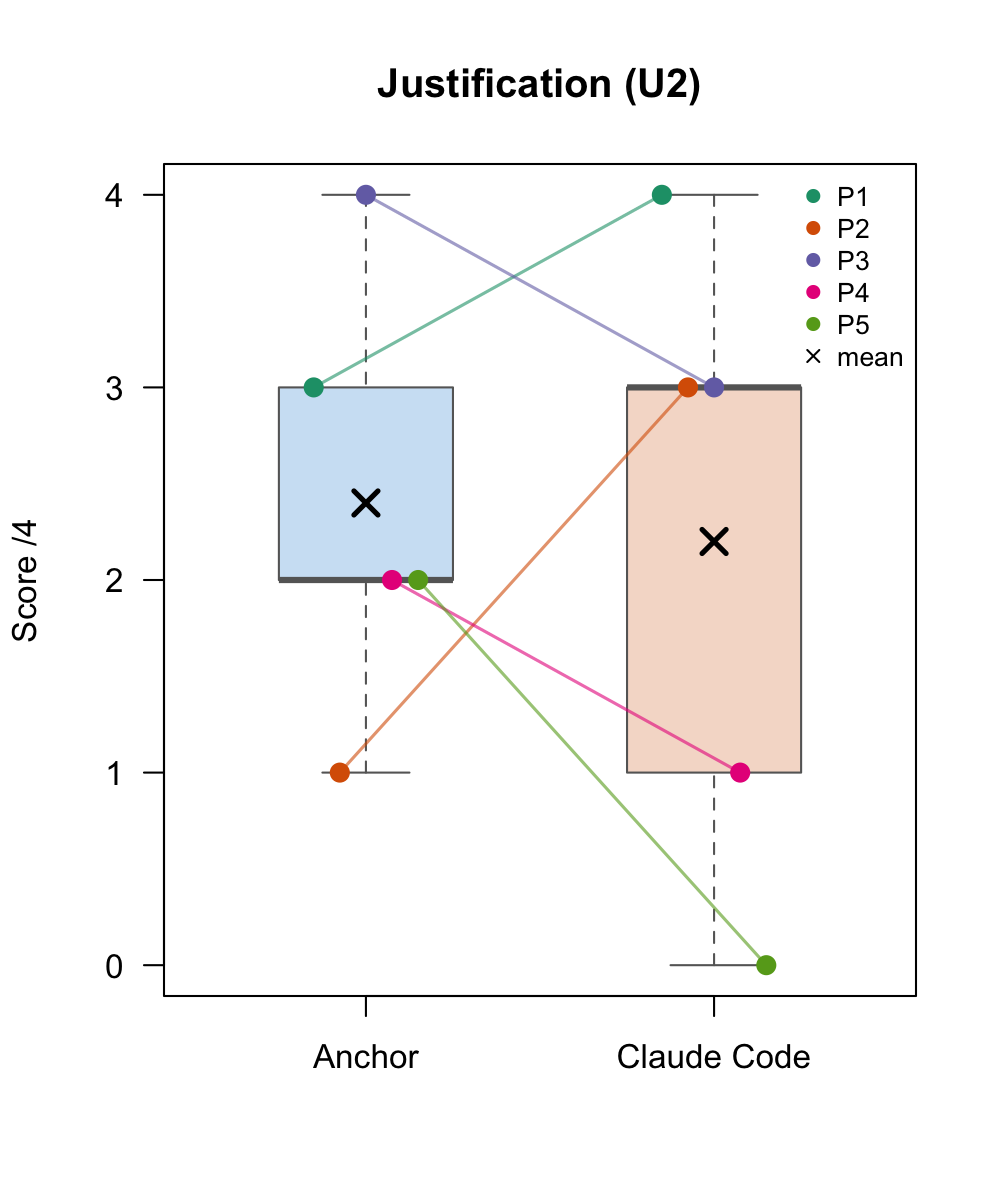 Justification (U2)
4
3
2
1
0
Score /4
P1
P2
P3
P4
P5
mean
Anchor
Claude Code